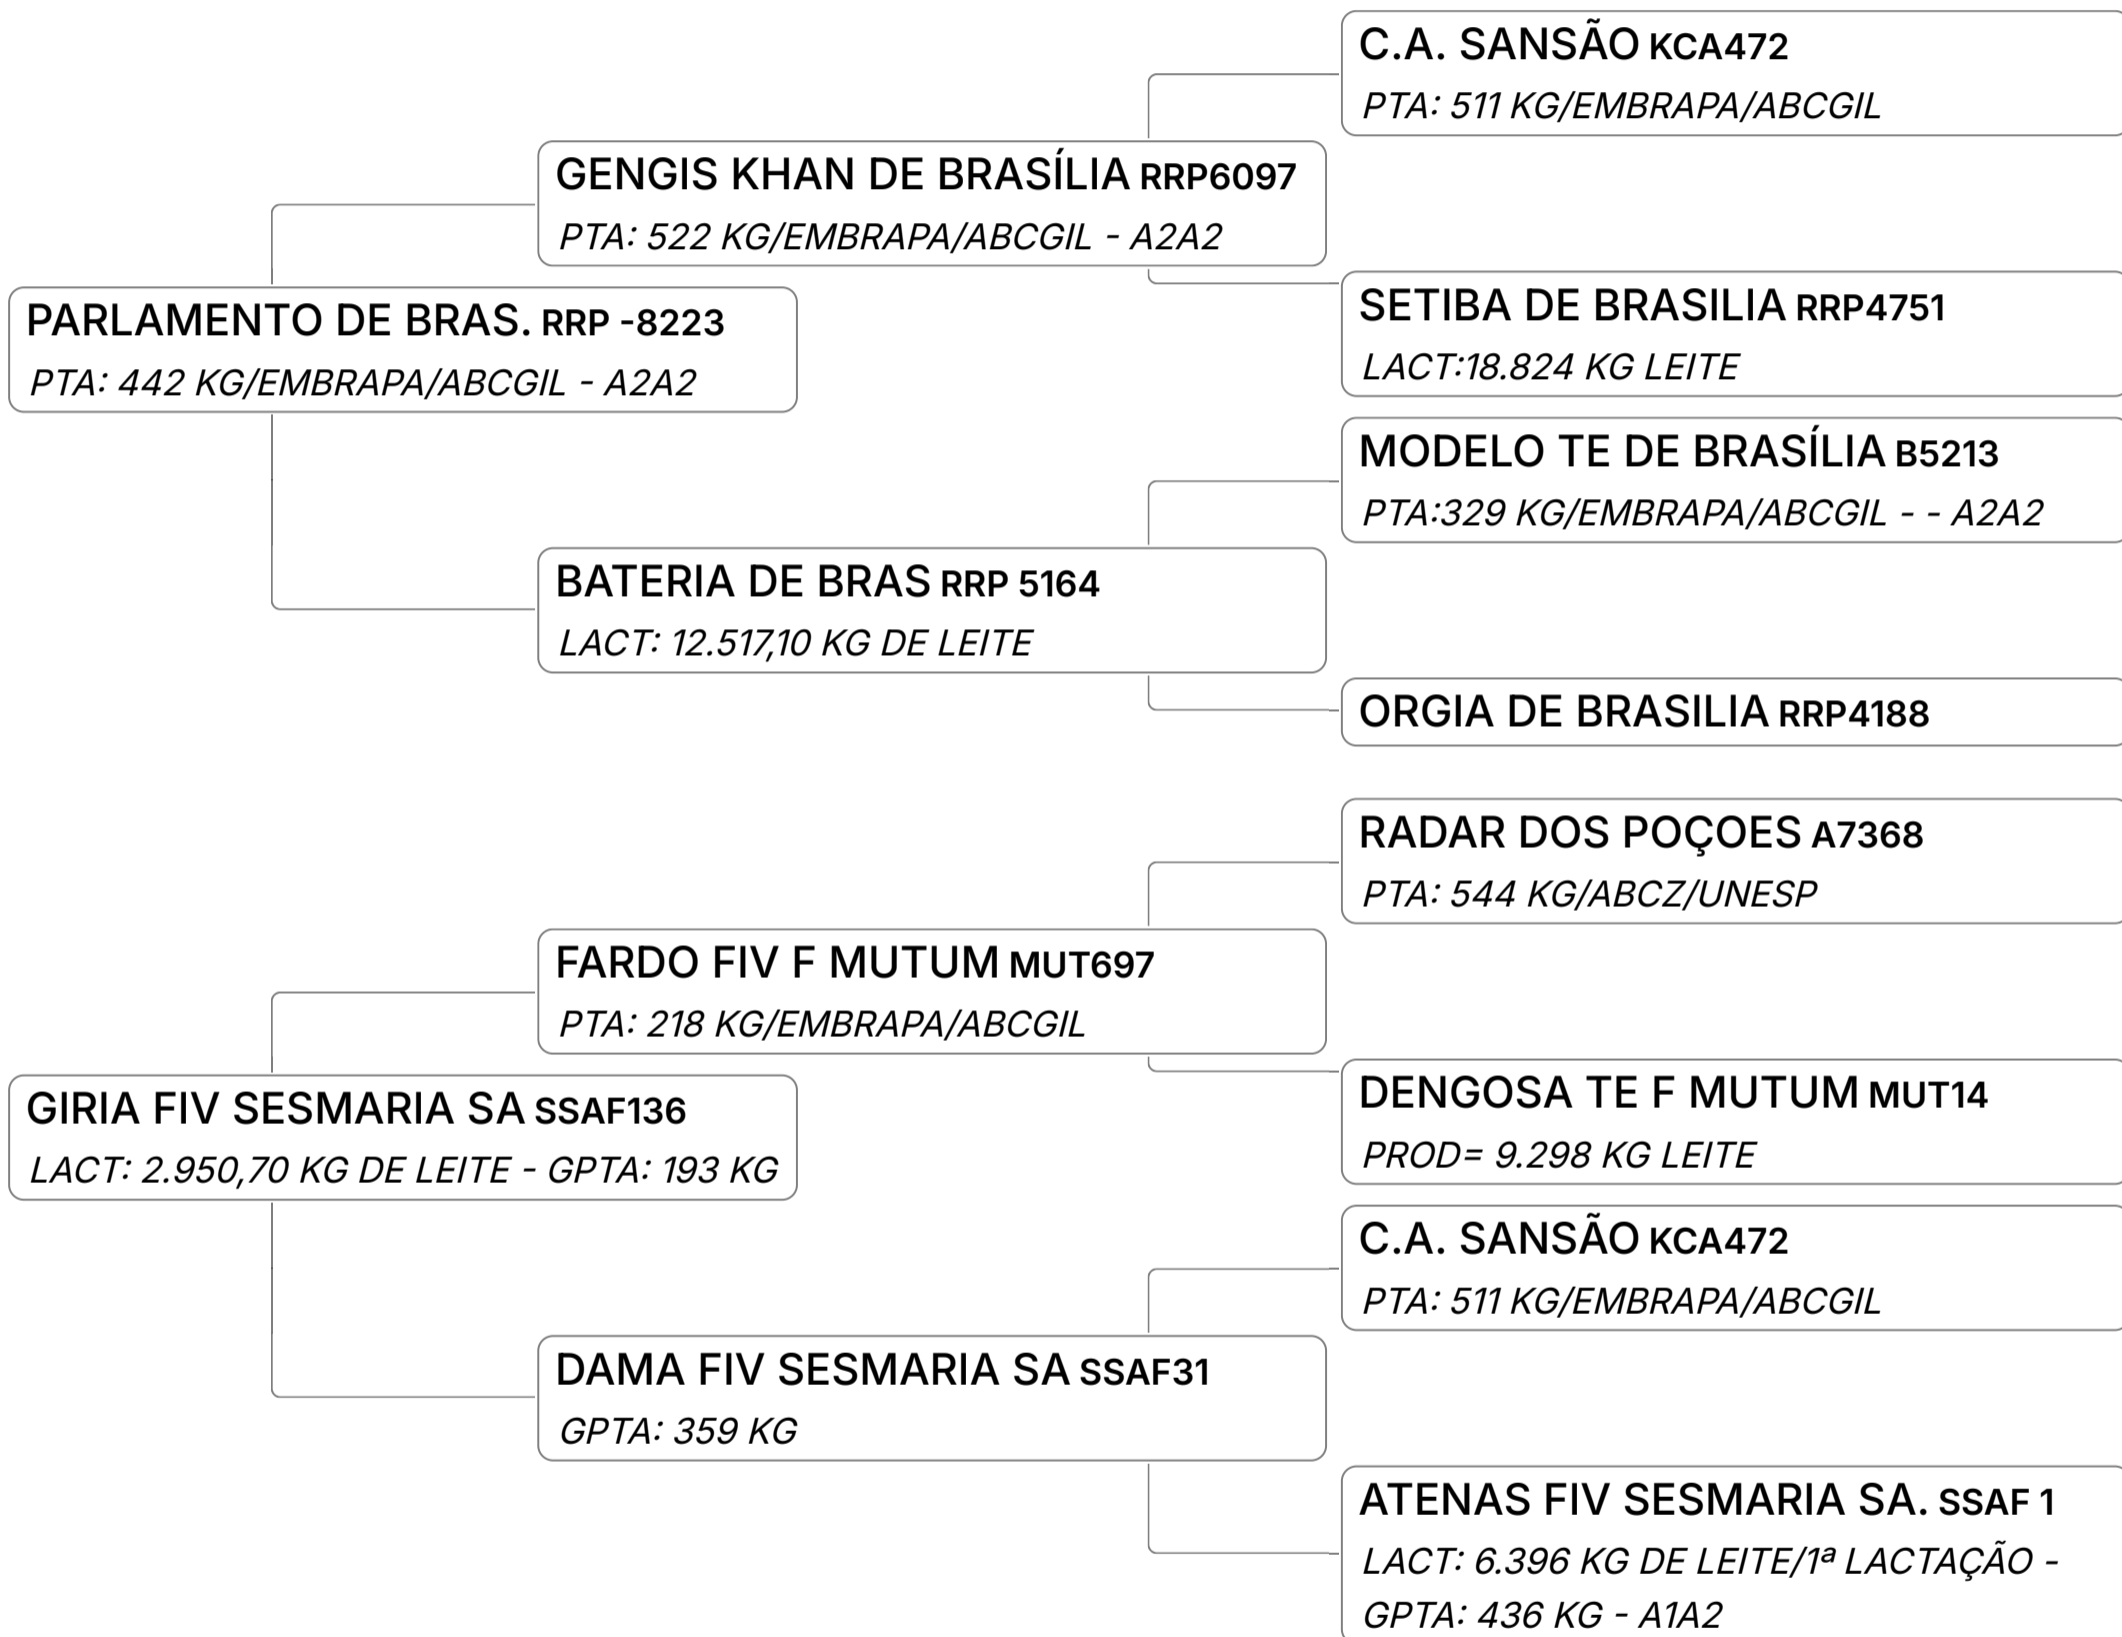 C.A. SANSÃO KCA472
PTA: 511 KG/EMBRAPA/ABCGIL
GENGIS KHAN DE BRASÍLIA RRP6097
PTA: 522 KG/EMBRAPA/ABCGIL - A2A2
SETIBA DE BRASILIA RRP4751
LACT:18.824 KG LEITE
PARLAMENTO DE BRAS. RRP -8223
PTA: 442 KG/EMBRAPA/ABCGIL - A2A2
MODELO TE DE BRASÍLIA B5213
PTA:329 KG/EMBRAPA/ABCGIL - - A2A2
BATERIA DE BRAS RRP 5164
LACT: 12.517,10 KG DE LEITE
ORGIA DE BRASILIA RRP4188
RADAR DOS POÇOES A7368
PTA: 544 KG/ABCZ/UNESP
FARDO FIV F MUTUM MUT697
PTA: 218 KG/EMBRAPA/ABCGIL
DENGOSA TE F MUTUM MUT14
PROD= 9.298 KG LEITE
GIRIA FIV SESMARIA SA SSAF136
LACT: 2.950,70 KG DE LEITE - GPTA: 193 KG
C.A. SANSÃO KCA472
PTA: 511 KG/EMBRAPA/ABCGIL
DAMA FIV SESMARIA SA SSAF31
GPTA: 359 KG
ATENAS FIV SESMARIA SA. SSAF 1
LACT: 6.396 KG DE LEITE/1ª LACTAÇÃO -
GPTA: 436 KG - A1A2